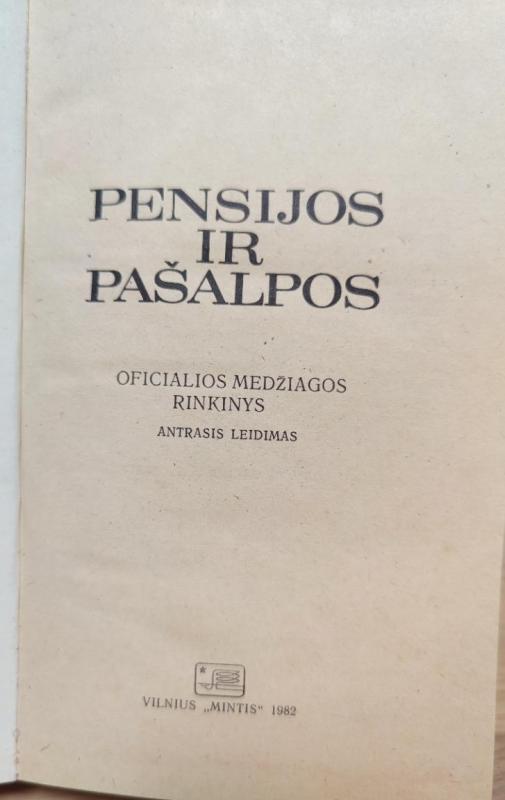 PENSIJOS
IR
PAŠALPOS
OFICIALIOS MEDŽIAGOS
RINKINYS
ANTRASIS LEIDIMAS
VILNIUS „MINTIS“ 1982